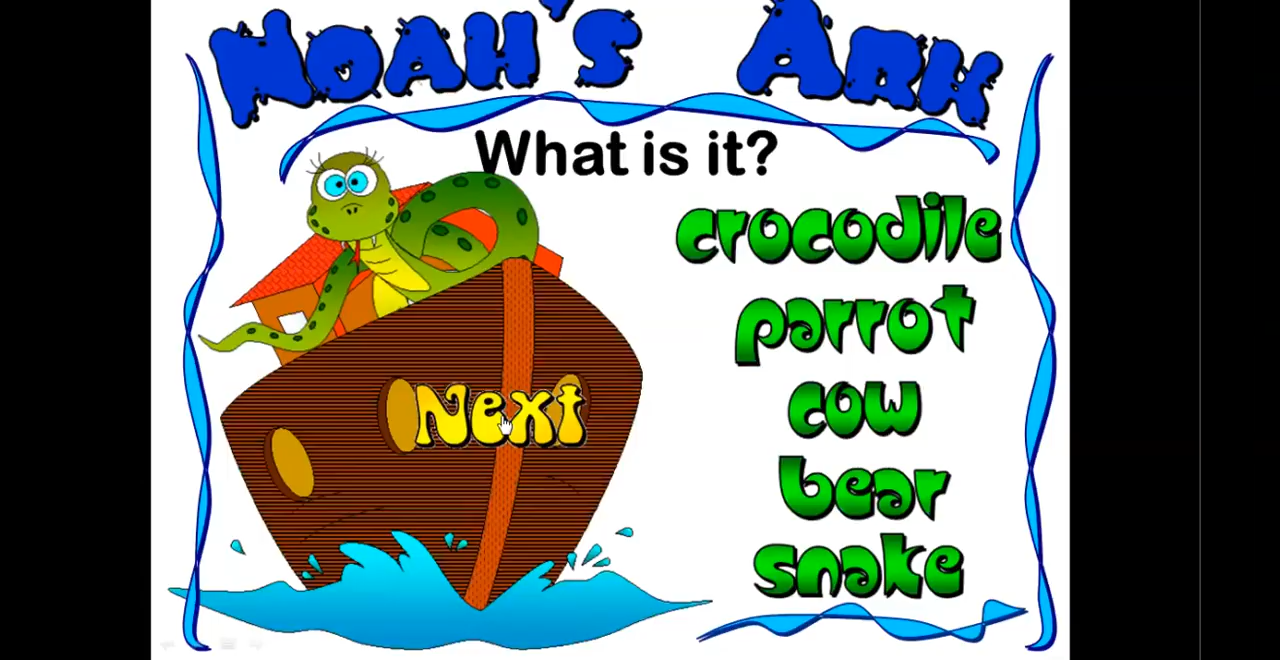 Noah's Ark
What is it?
crocodile
parrot
cow
Next
bear
snake